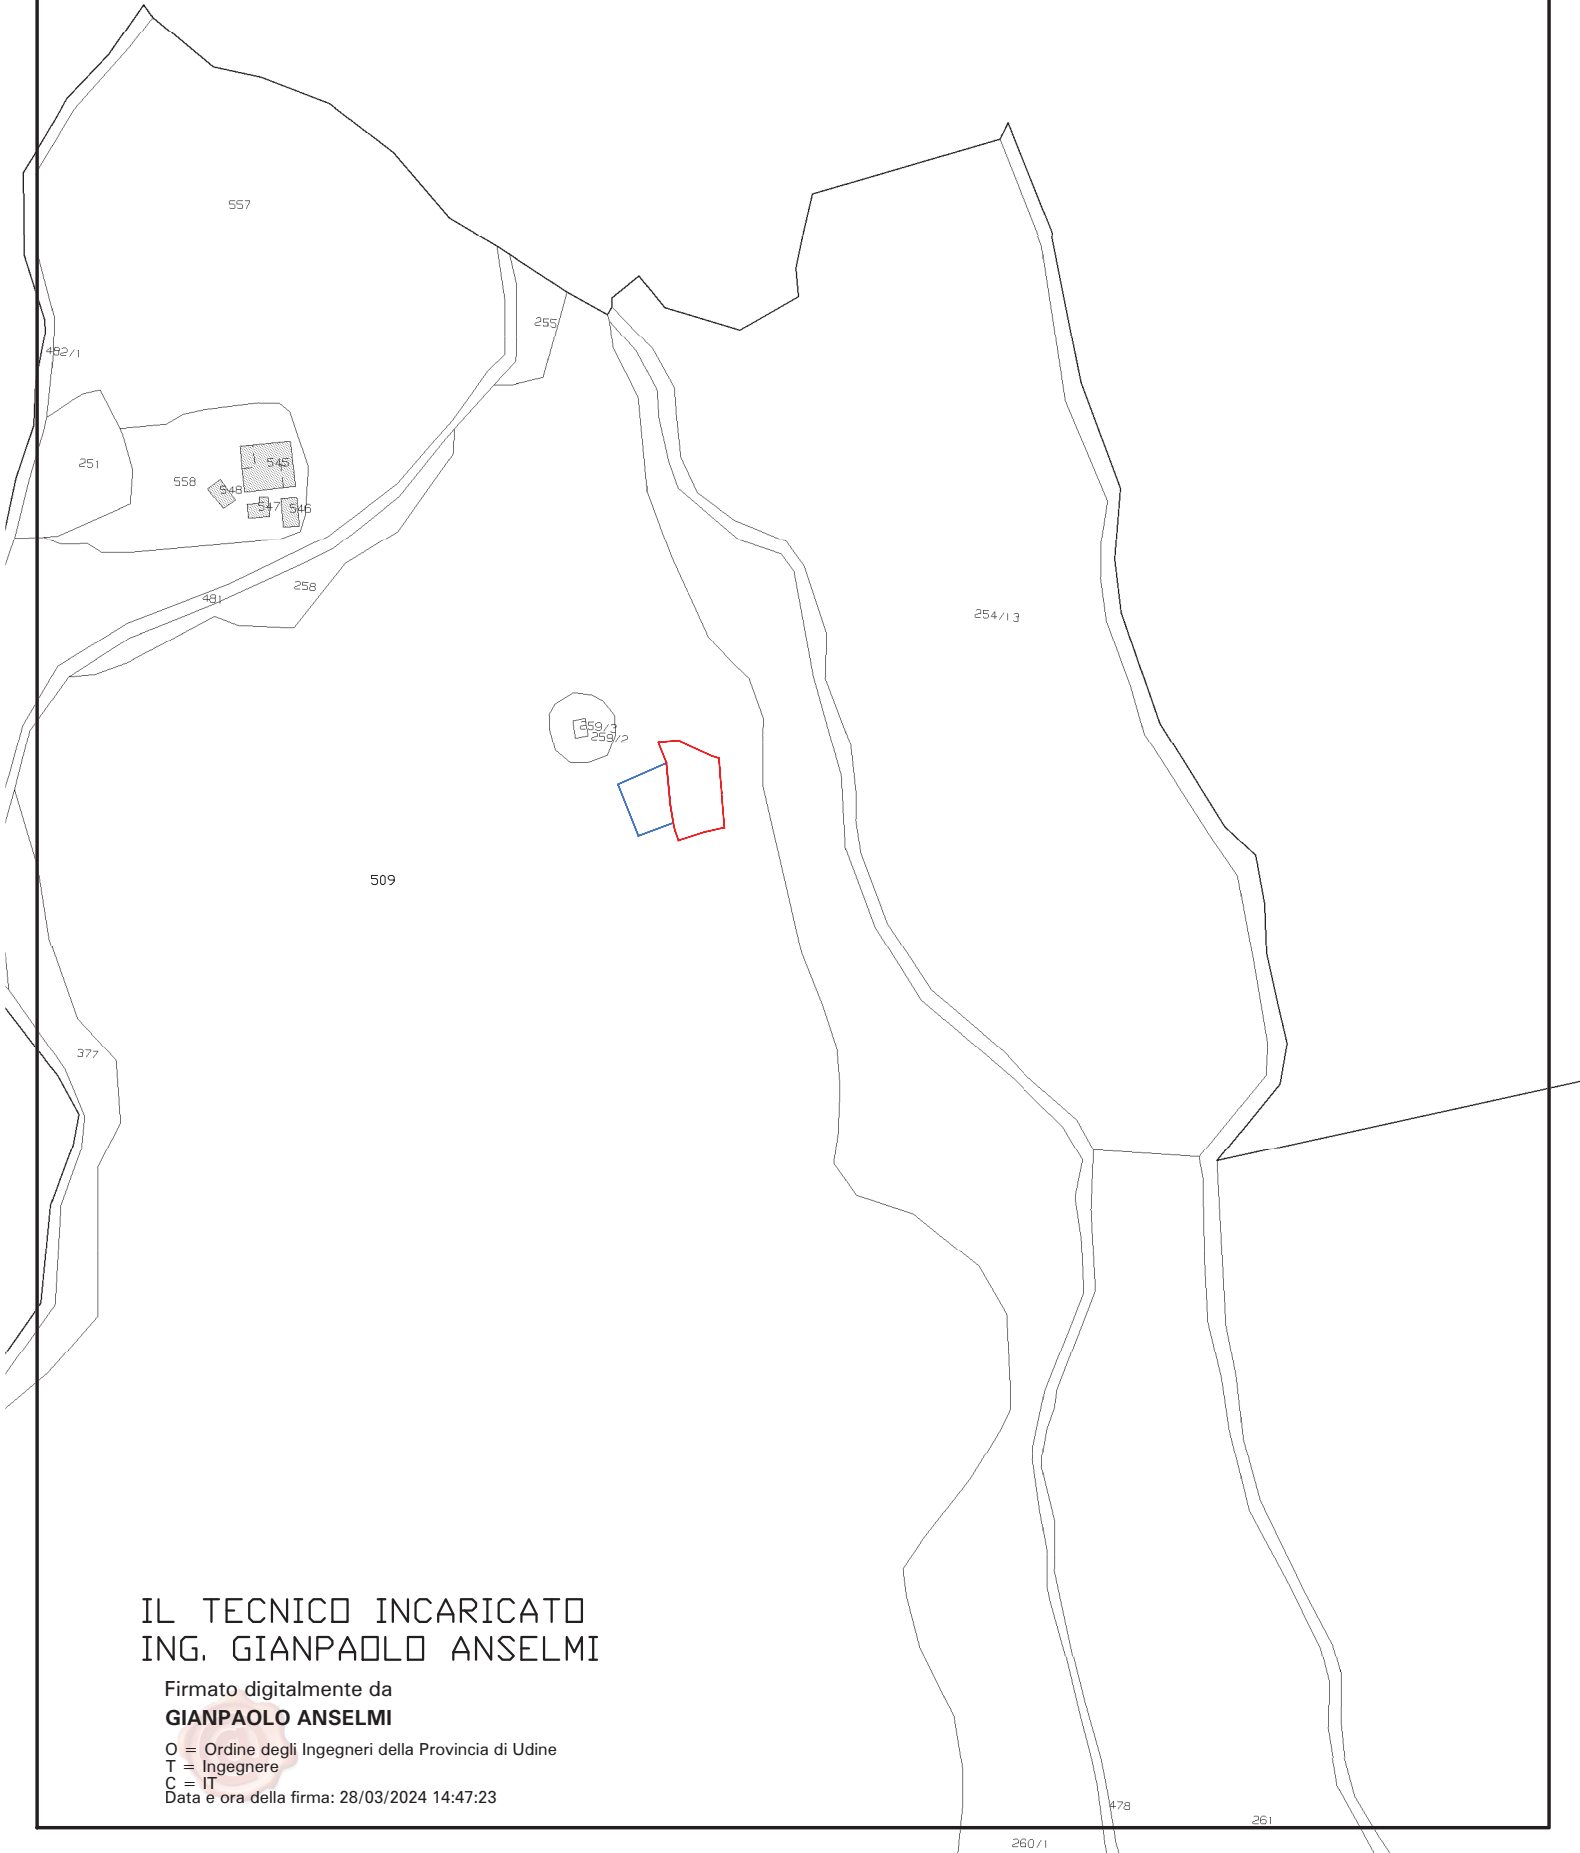 557
255
482/1
251
558
545
548
547
546
258
481
254/13
259/3
259/2
509
377
IL TECNICO INCARICATO
ING. GIANPAOLO ANSELMI
Firmato digitalmente da
GIANPAOLO ANSELMI
O = Ordine degli Ingegneri della Provincia di Udine
T = Ingegnere
C = IT
Data e ora della firma: 28/03/2024 14:47:23
478
261
260/1